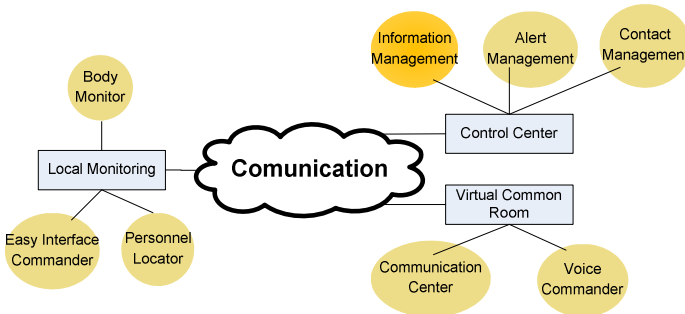 Information
Management
Alert
Management
Contact
Management
Body
Monitor
Control Center
Local Monitoring
Comunication
Virtual Common
Room
Easy Interface
Commander
Personnel
Locator
Communication
Center
Voice
Commander